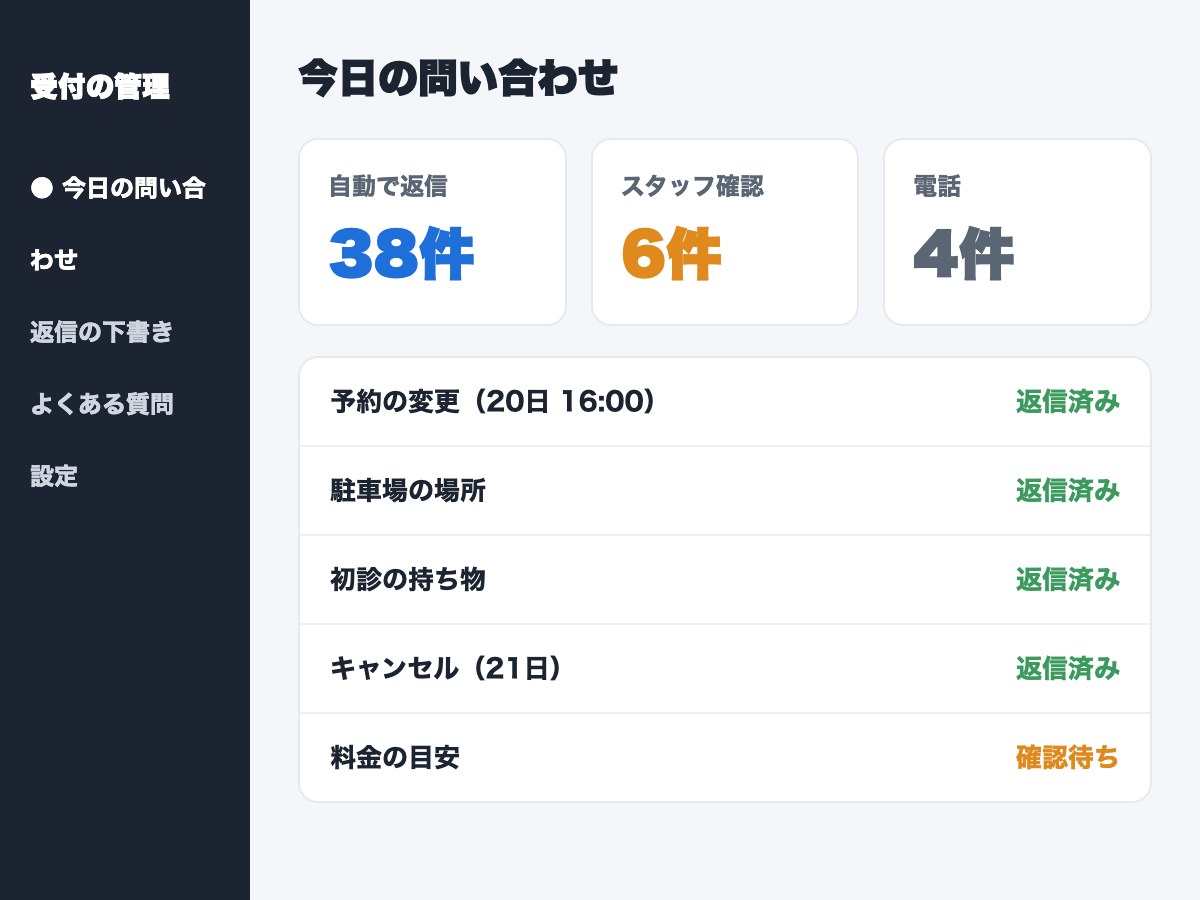 受付の管理
● 今日の問い合
わせ
返信の下書き
よくある質問
設定
今日の問い合わせ
自動で返信
38件
スタッフ確認
6件
電話
4件
予約の変更（20日 16:00） 返信済み
駐車場の場所 返信済み
初診の持ち物 返信済み
キャンセル（21日） 返信済み
料金の目安 確認待ち